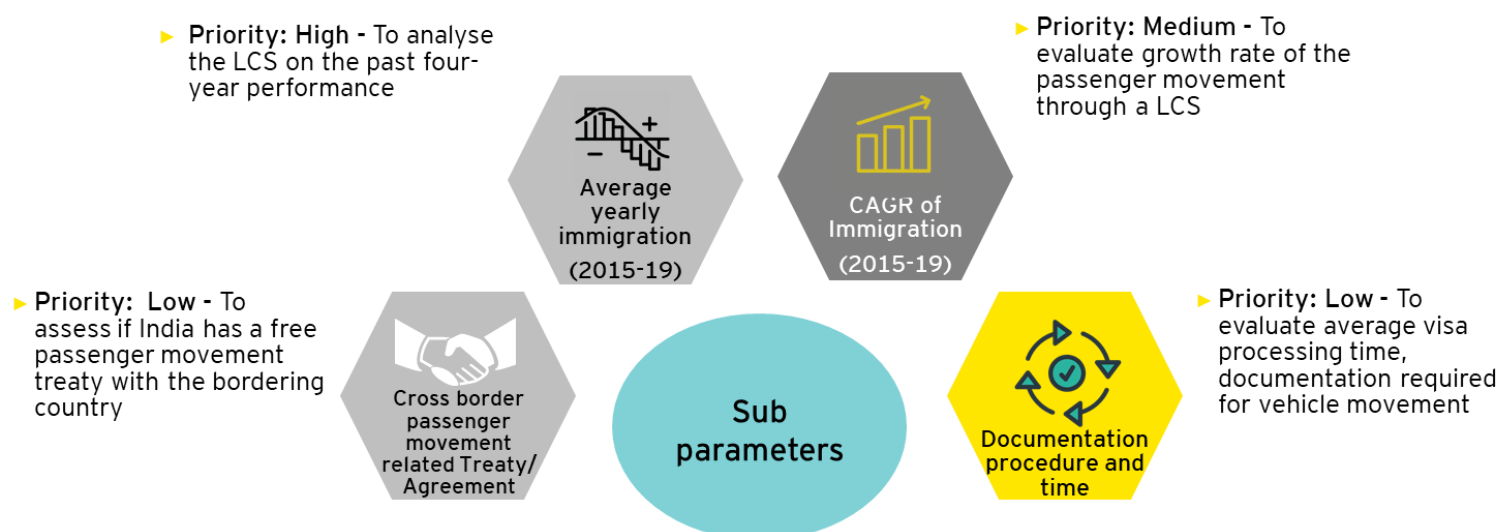 Priority: High - To analyse
the LCS on the past four-
year performance
Priority: Medium - To
evaluate growth rate of the
passenger movement
through a LCS
+
−
Average
yearly
immigration
(2015-19)
CAGR of
Immigration
(2015-19)
Priority: Low - To
assess if India has a free
passenger movement
treaty with the bordering
country
Cross border
passenger
movement
related Treaty/
Agreement
Sub
parameters
Documentation
procedure and
time
Priority: Low - To
evaluate average visa
processing time,
documentation required
for vehicle movement